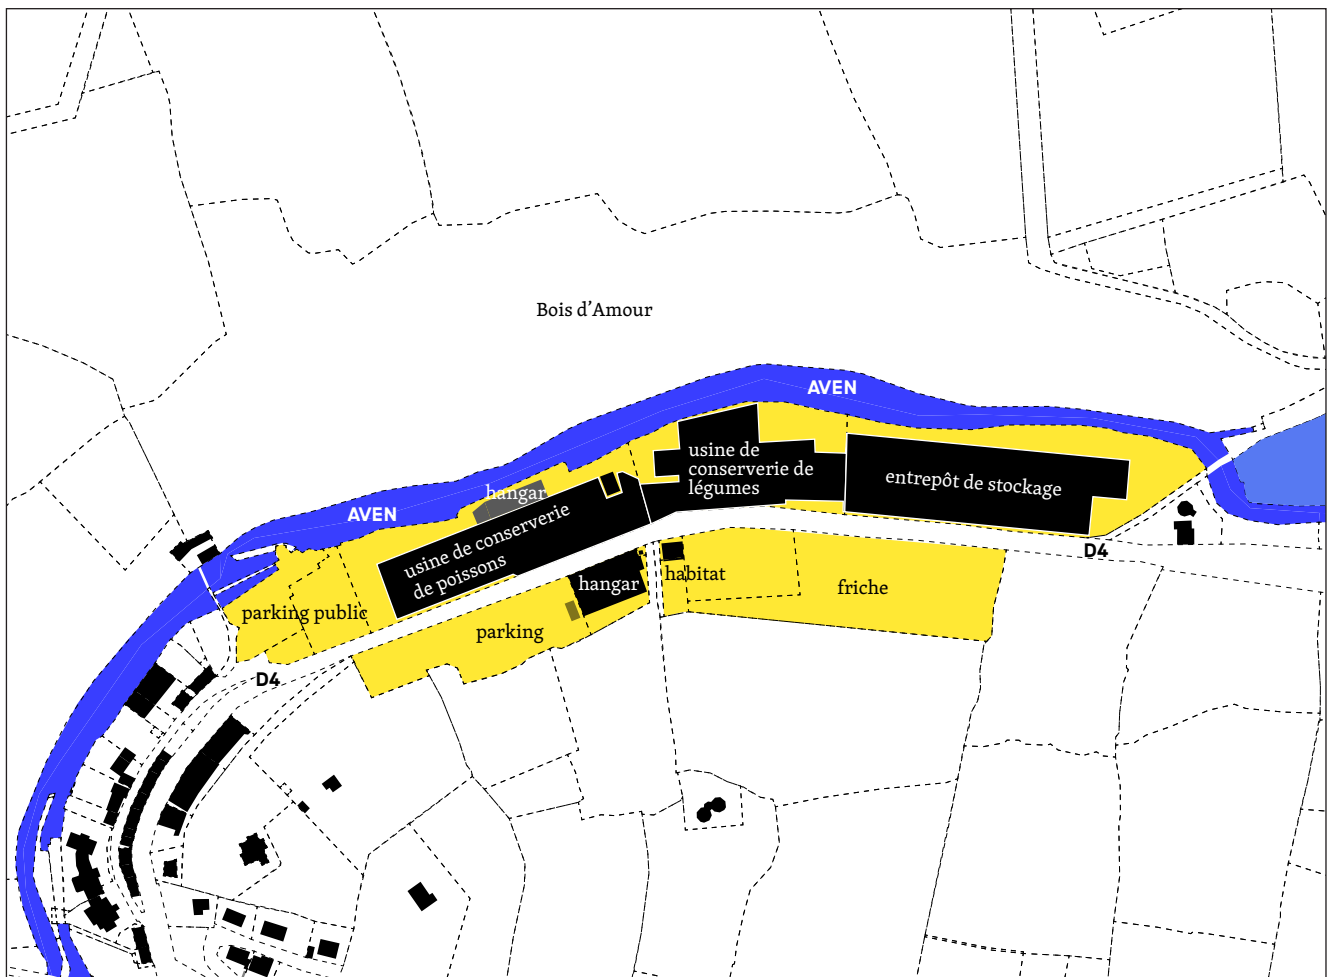 Bois d’Amour
AVEN
usine de
conserverie de
légumes
entrepôt de stockage
hangar
AVEN
usine de conserverie
de poissons
D4
hangar
habitat
friche
parking public
parking
D4